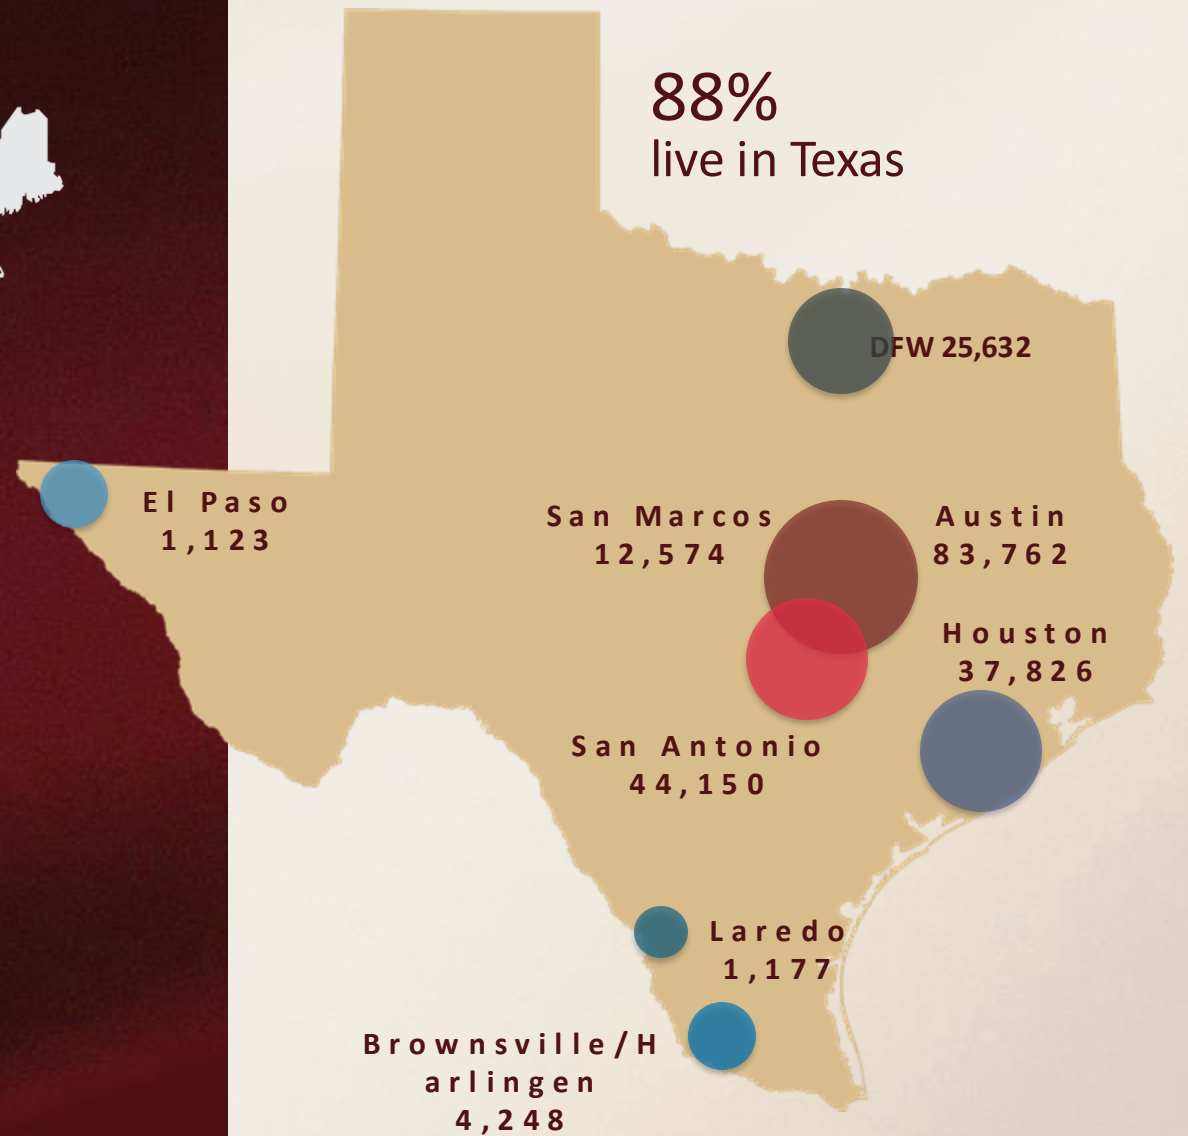 88%
live in Texas
DFW 25,632
El Paso
1,123
San Marcos
12,574
Austin
83,762
Houston
37,826
San Antonio
44,150
Laredo
1,177
Brownsville/H
arlingen
4,248